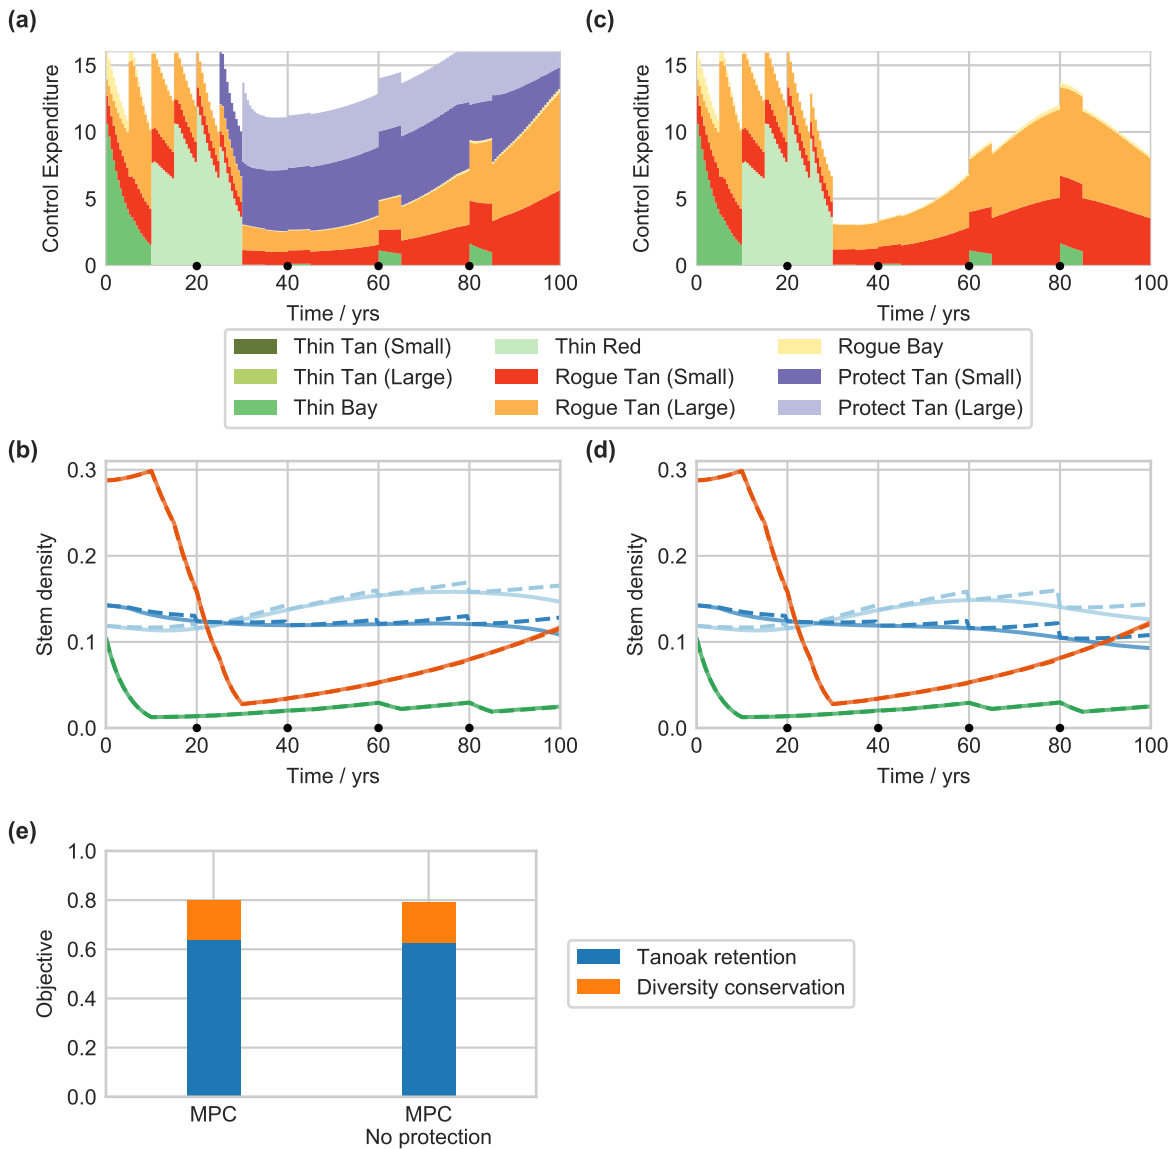 (a)
(c)
Control Expenditure
15
10
5
0
0 20 40 60 80 100
Time / yrs
Control Expenditure
15
10
5
0
0 20 40 60 80 100
Time / yrs
Thin Tan (Small)
Thin Tan (Large)
Thin Bay
Thin Red
Rogue Tan (Small)
Rogue Tan (Large)
Rogue Bay
Protect Tan (Small)
Protect Tan (Large)
(b)
(d)
Stem density
0.3
0.2
0.1
0.0
0 20 40 60 80 100
Time / yrs
Stem density
0.3
0.2
0.1
0.0
0 20 40 60 80 100
Time / yrs
(e)
Objective
1.0
0.8
0.6
0.4
0.2
0.0
MPC
MPC
No protection
Tanoak retention
Diversity conservation